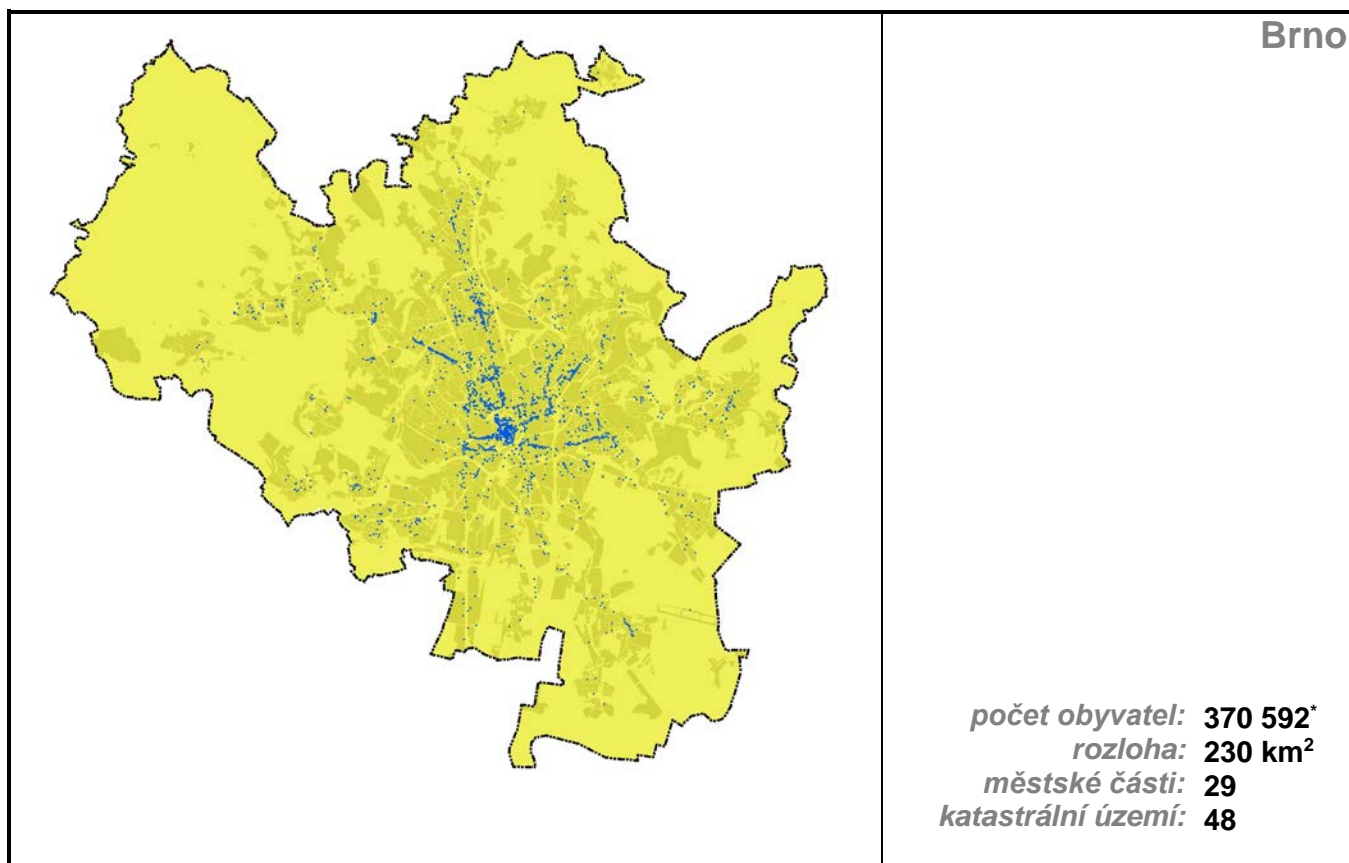 Brno
počet obyvatel: 370 592*
rozloha: 230 km²
městské části: 29
katastrální území: 48